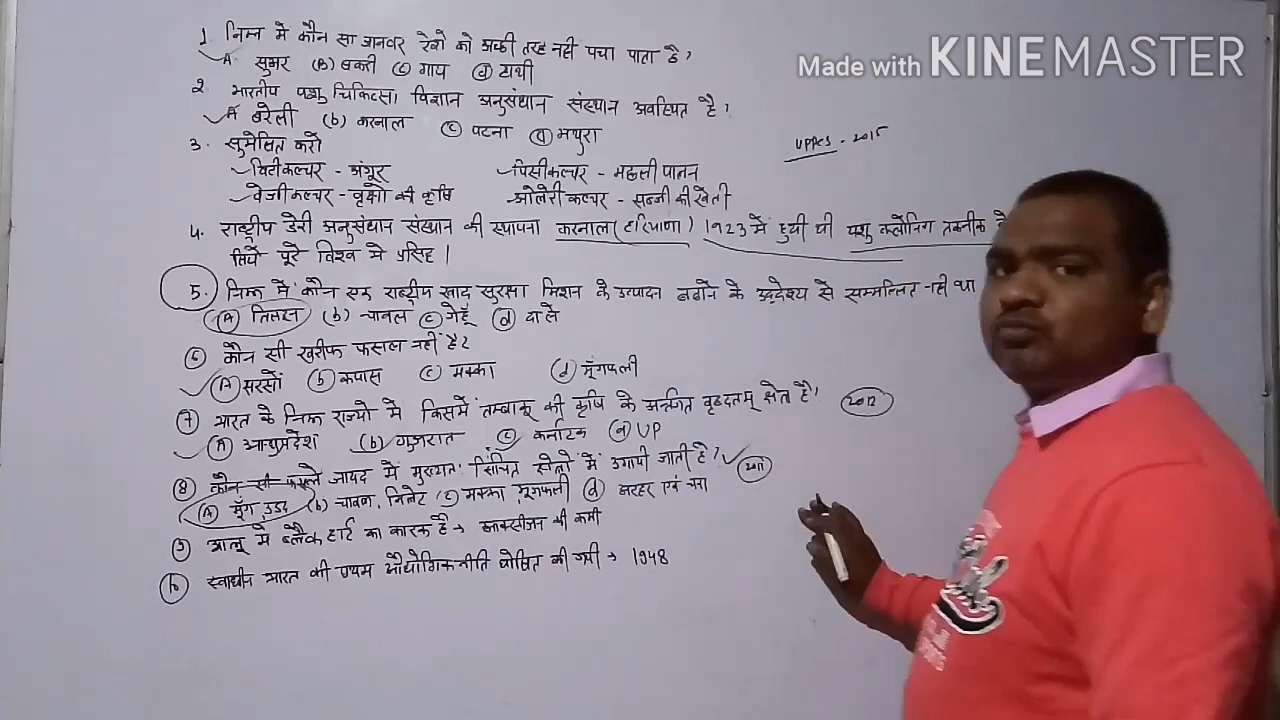 Made with KINEMASTER
1. निम्न मे कौन सा जानवर रेशे को अच्छी तरह नही पचा पाता है?
A. सुअर (B) बकरी (c) गाय (d) हाथी
2. भारतीय पशु चिकित्सा विज्ञान अनुसंधान संस्थान अवस्थित है?
A बरेली (b) करनाल (c) पटना (d) मथुरा
UPPCS - 2015
3. सुमेलित करो
विटीकल्चर - अंगूर पिसीकल्चर - मछली पालन
वेजीकल्चर - वृक्षो की कृषि ओलेरीकल्चर - सब्जी की खेती
4. राष्ट्रीय डेरी अनुसंधान संस्थान की स्थापना करनाल (हरियाणा) 1923 मे हुयी थी पशु क्लोनिंग तकनीक के
लिये पूरे विश्व मे प्रसिद्ध |
5. निम्न मे कौन एक राष्ट्रीय खाद्य सुरक्षा मिशन के उत्पादन बढाने के उद्देश्य से सम्मलित नही था
(A) तिलहन (b) चावल (c) गेहूँ (d) दाले
6 कौन सी खरीफ फसल नहीं है?
(A) सरसों (b) कपास (c) मक्का (d) मूँगफली
7 भारत के निम्न राज्यो मे किसमें तम्बाकू की कृषि के अर्न्तगत वृहदतम् क्षेत्र है? 2012
(A) आन्ध्रप्रदेश (b) गुजरात (c) कर्नाटक (d) UP
8 कौन सी फसले जायद में मुख्यतः सिंचित खेतो में उगायी जाती है? 2011
(A) मूँग उडद (b) चावल, मिलेट (c) मक्का, मूंगफली (d) अरहर एवं
9 आलू मे ब्लैक हार्ट का कारक है → आक्सीजन की कमी
10 स्वाधीन भारत की प्रथम औद्योगिक नीति घोषित की गयी → 1948